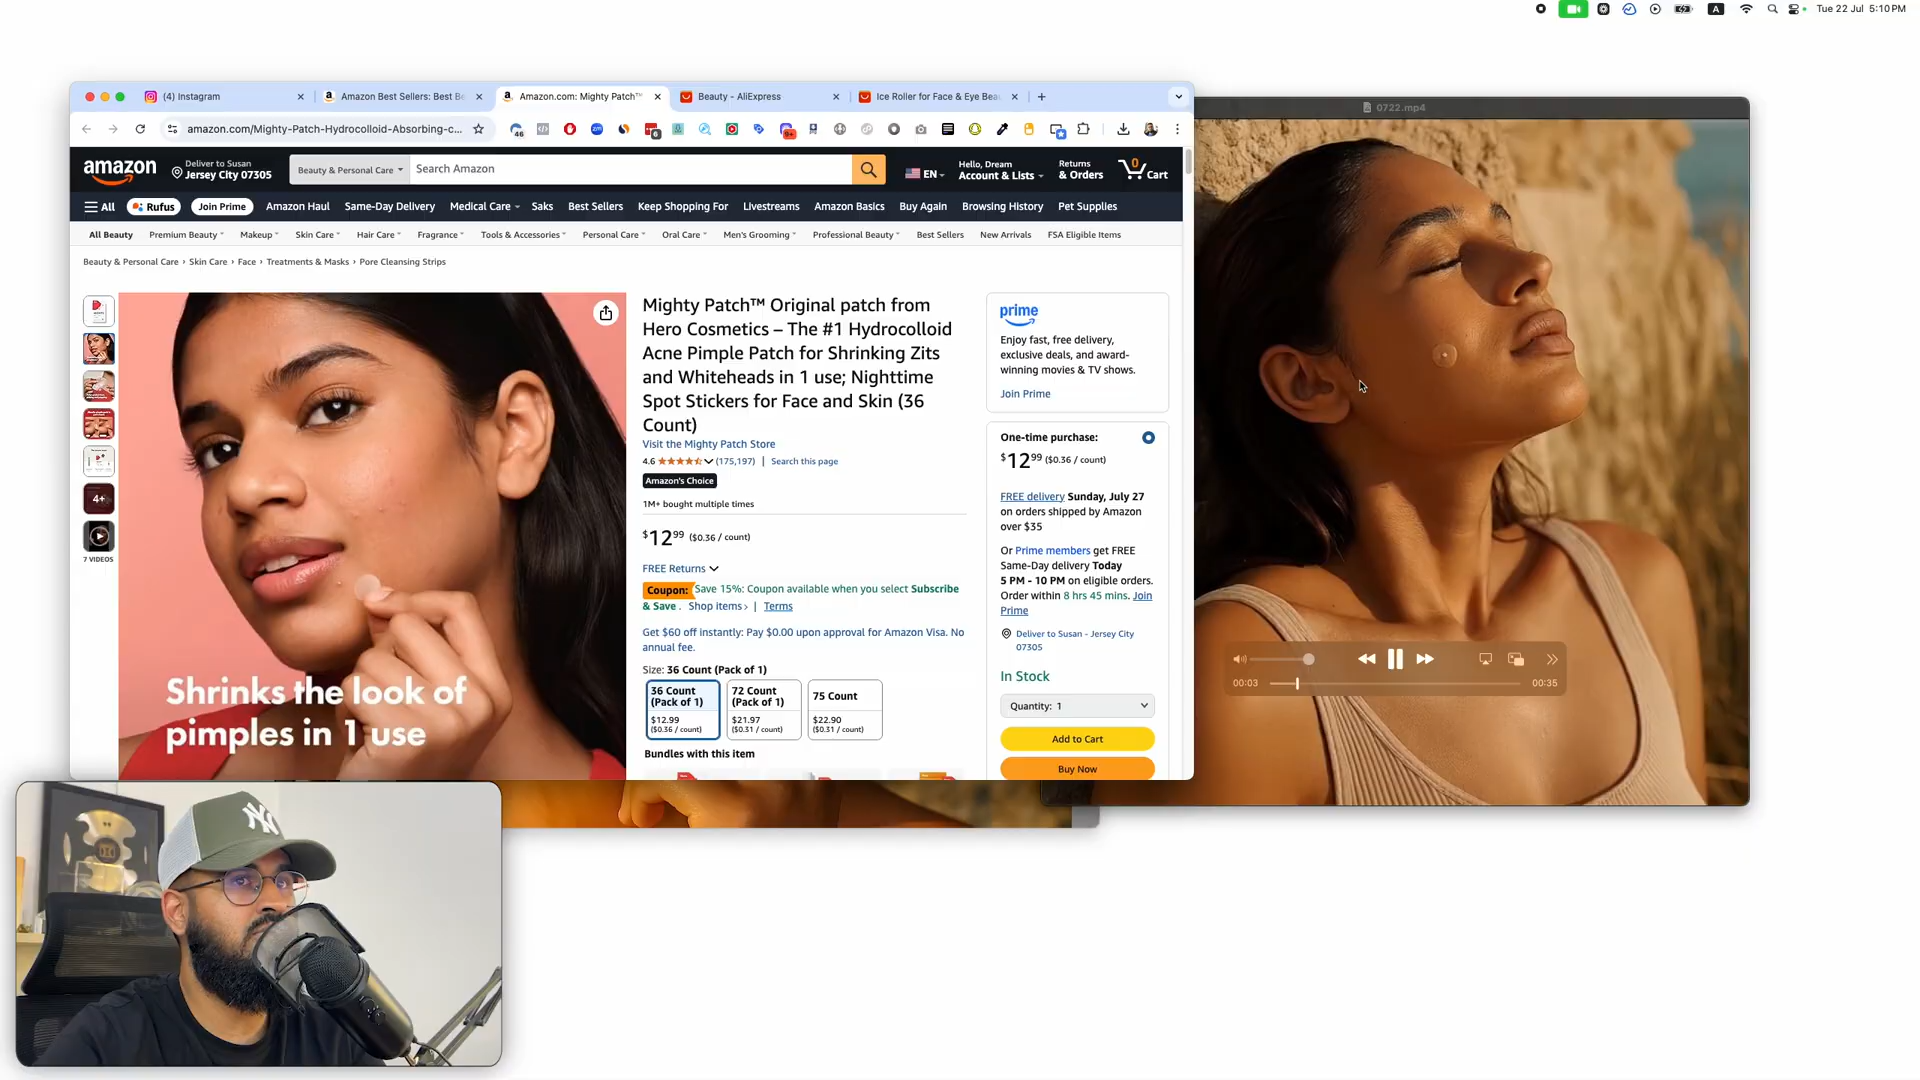 Tue 22 Jul 5:10 PM
(4) Instagram
Amazon Best Sellers: Best Be
Amazon.com: Mighty Patch™
Beauty - AliExpress
Ice Roller for Face & Eye Beau
0722.mp4
amazon.com/Mighty-Patch-Hydrocolloid-Absorbing-c...
46
6
9+
amazon
Deliver to Susan
Jersey City 07305
Beauty & Personal Care
Search Amazon
EN
Hello, Dream
Account & Lists
Returns
& Orders
0
Cart
All
Rufus
Join Prime
Amazon Haul
Same-Day Delivery
Medical Care
Saks
Best Sellers
Keep Shopping For
Livestreams
Amazon Basics
Buy Again
Browsing History
Pet Supplies
All Beauty
Premium Beauty
Makeup
Skin Care
Hair Care
Fragrance
Tools & Accessories
Personal Care
Oral Care
Men's Grooming
Professional Beauty
Best Sellers
New Arrivals
FSA Eligible Items
Beauty & Personal Care › Skin Care › Face › Treatments & Masks › Pore Cleansing Strips
4+
7 VIDEOS
Shrinks the look of
pimples in 1 use
Mighty Patch™ Original patch from
Hero Cosmetics – The #1 Hydrocolloid
Acne Pimple Patch for Shrinking Zits
and Whiteheads in 1 use; Nighttime
Spot Stickers for Face and Skin (36
Count)
Visit the Mighty Patch Store
4.6 (175,197) | Search this page
Amazon's Choice
1M+ bought multiple times
$12.99 ($0.36 / count)
FREE Returns
Coupon: Save 15%: Coupon available when you select Subscribe
& Save . Shop items › | Terms
Get $60 off instantly: Pay $0.00 upon approval for Amazon Visa. No
annual fee.
Size: 36 Count (Pack of 1)
36 Count
(Pack of 1)
$12.99
($0.36 / count)
72 Count
(Pack of 1)
$21.97
($0.31 / count)
75 Count
$22.90
($0.31 / count)
Bundles with this item
prime
Enjoy fast, free delivery,
exclusive deals, and award-
winning movies & TV shows.
Join Prime
One-time purchase:
$12.99 ($0.36 / count)
FREE delivery Sunday, July 27
on orders shipped by Amazon
over $35
Or Prime members get FREE
Same-Day delivery Today
5 PM - 10 PM on eligible orders.
Order within 8 hrs 45 mins. Join
Prime
Deliver to Susan - Jersey City
07305
In Stock
Quantity: 1
Add to Cart
Buy Now
00:03
00:35
NY